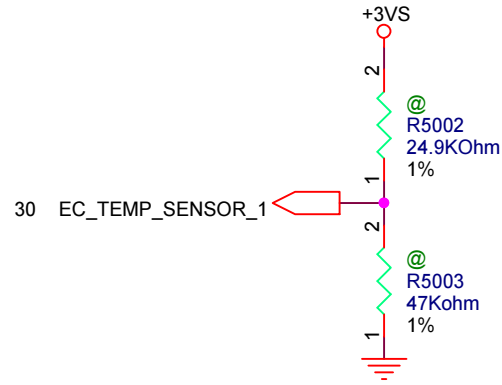 +3VS
2
@
R5002
24.9KOhm
1%
1
30 EC_TEMP_SENSOR_1
2
@
R5003
47Kohm
1%
1